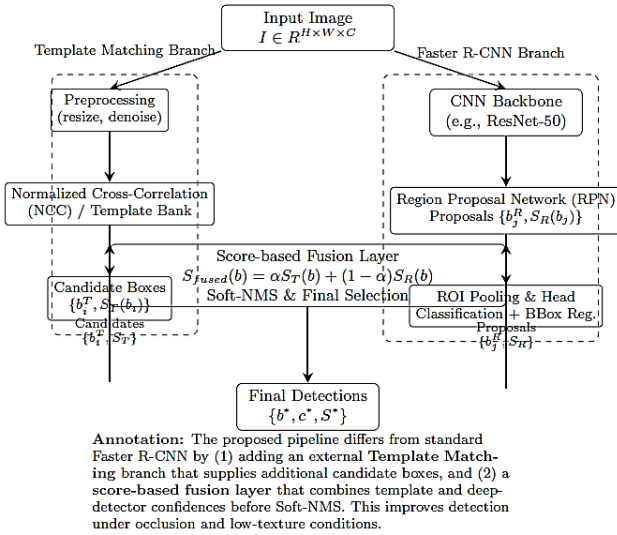 Input Image
I ∈ R^{H×W×C}
Template Matching Branch
Faster R-CNN Branch
Preprocessing
(resize, denoise)
CNN Backbone
(e.g., ResNet-50)
Normalized Cross-Correlation
(NCC) / Template Bank
Region Proposal Network (RPN)
Proposals {b_j^R, S_R(b_j)}
Score-based Fusion Layer
S_{fused}(b) = αS_T(b) + (1 − α)S_R(b)
Soft-NMS & Final Selection
Candidate Boxes
{b_i^T, S_T(b_i)}
Candidates
{b_i^T, S_T}
ROI Pooling & Head
Classification + BBox Reg.
Proposals
{b_j^R, S_R}
Final Detections
{b*, c*, S*}
Annotation: The proposed pipeline differs from standard
Faster R-CNN by (1) adding an external Template Match-
ing branch that supplies additional candidate boxes, and (2) a
score-based fusion layer that combines template and deep-
detector confidences before Soft-NMS. This improves detection
under occlusion and low-texture conditions.